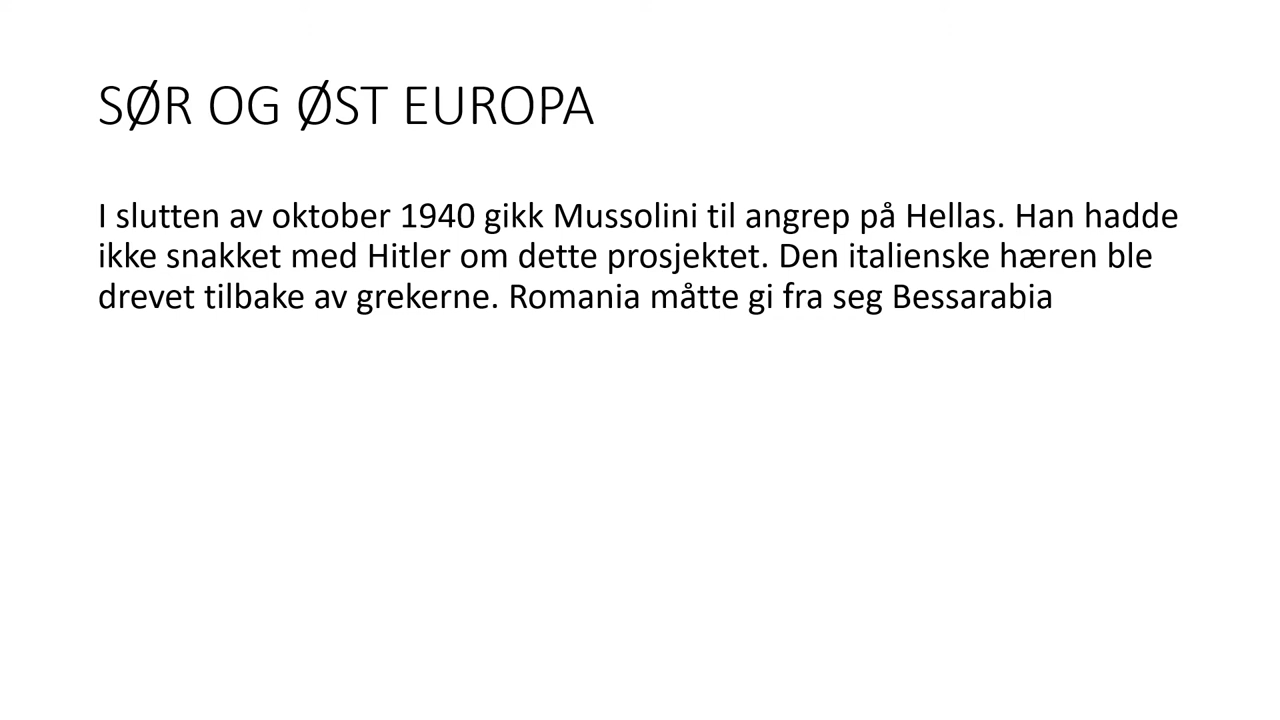 SØR OG ØST EUROPA
I slutten av oktober 1940 gikk Mussolini til angrep på Hellas. Han hadde
ikke snakket med Hitler om dette prosjektet. Den italienske hæren ble
drevet tilbake av grekerne. Romania måtte gi fra seg Bessarabia